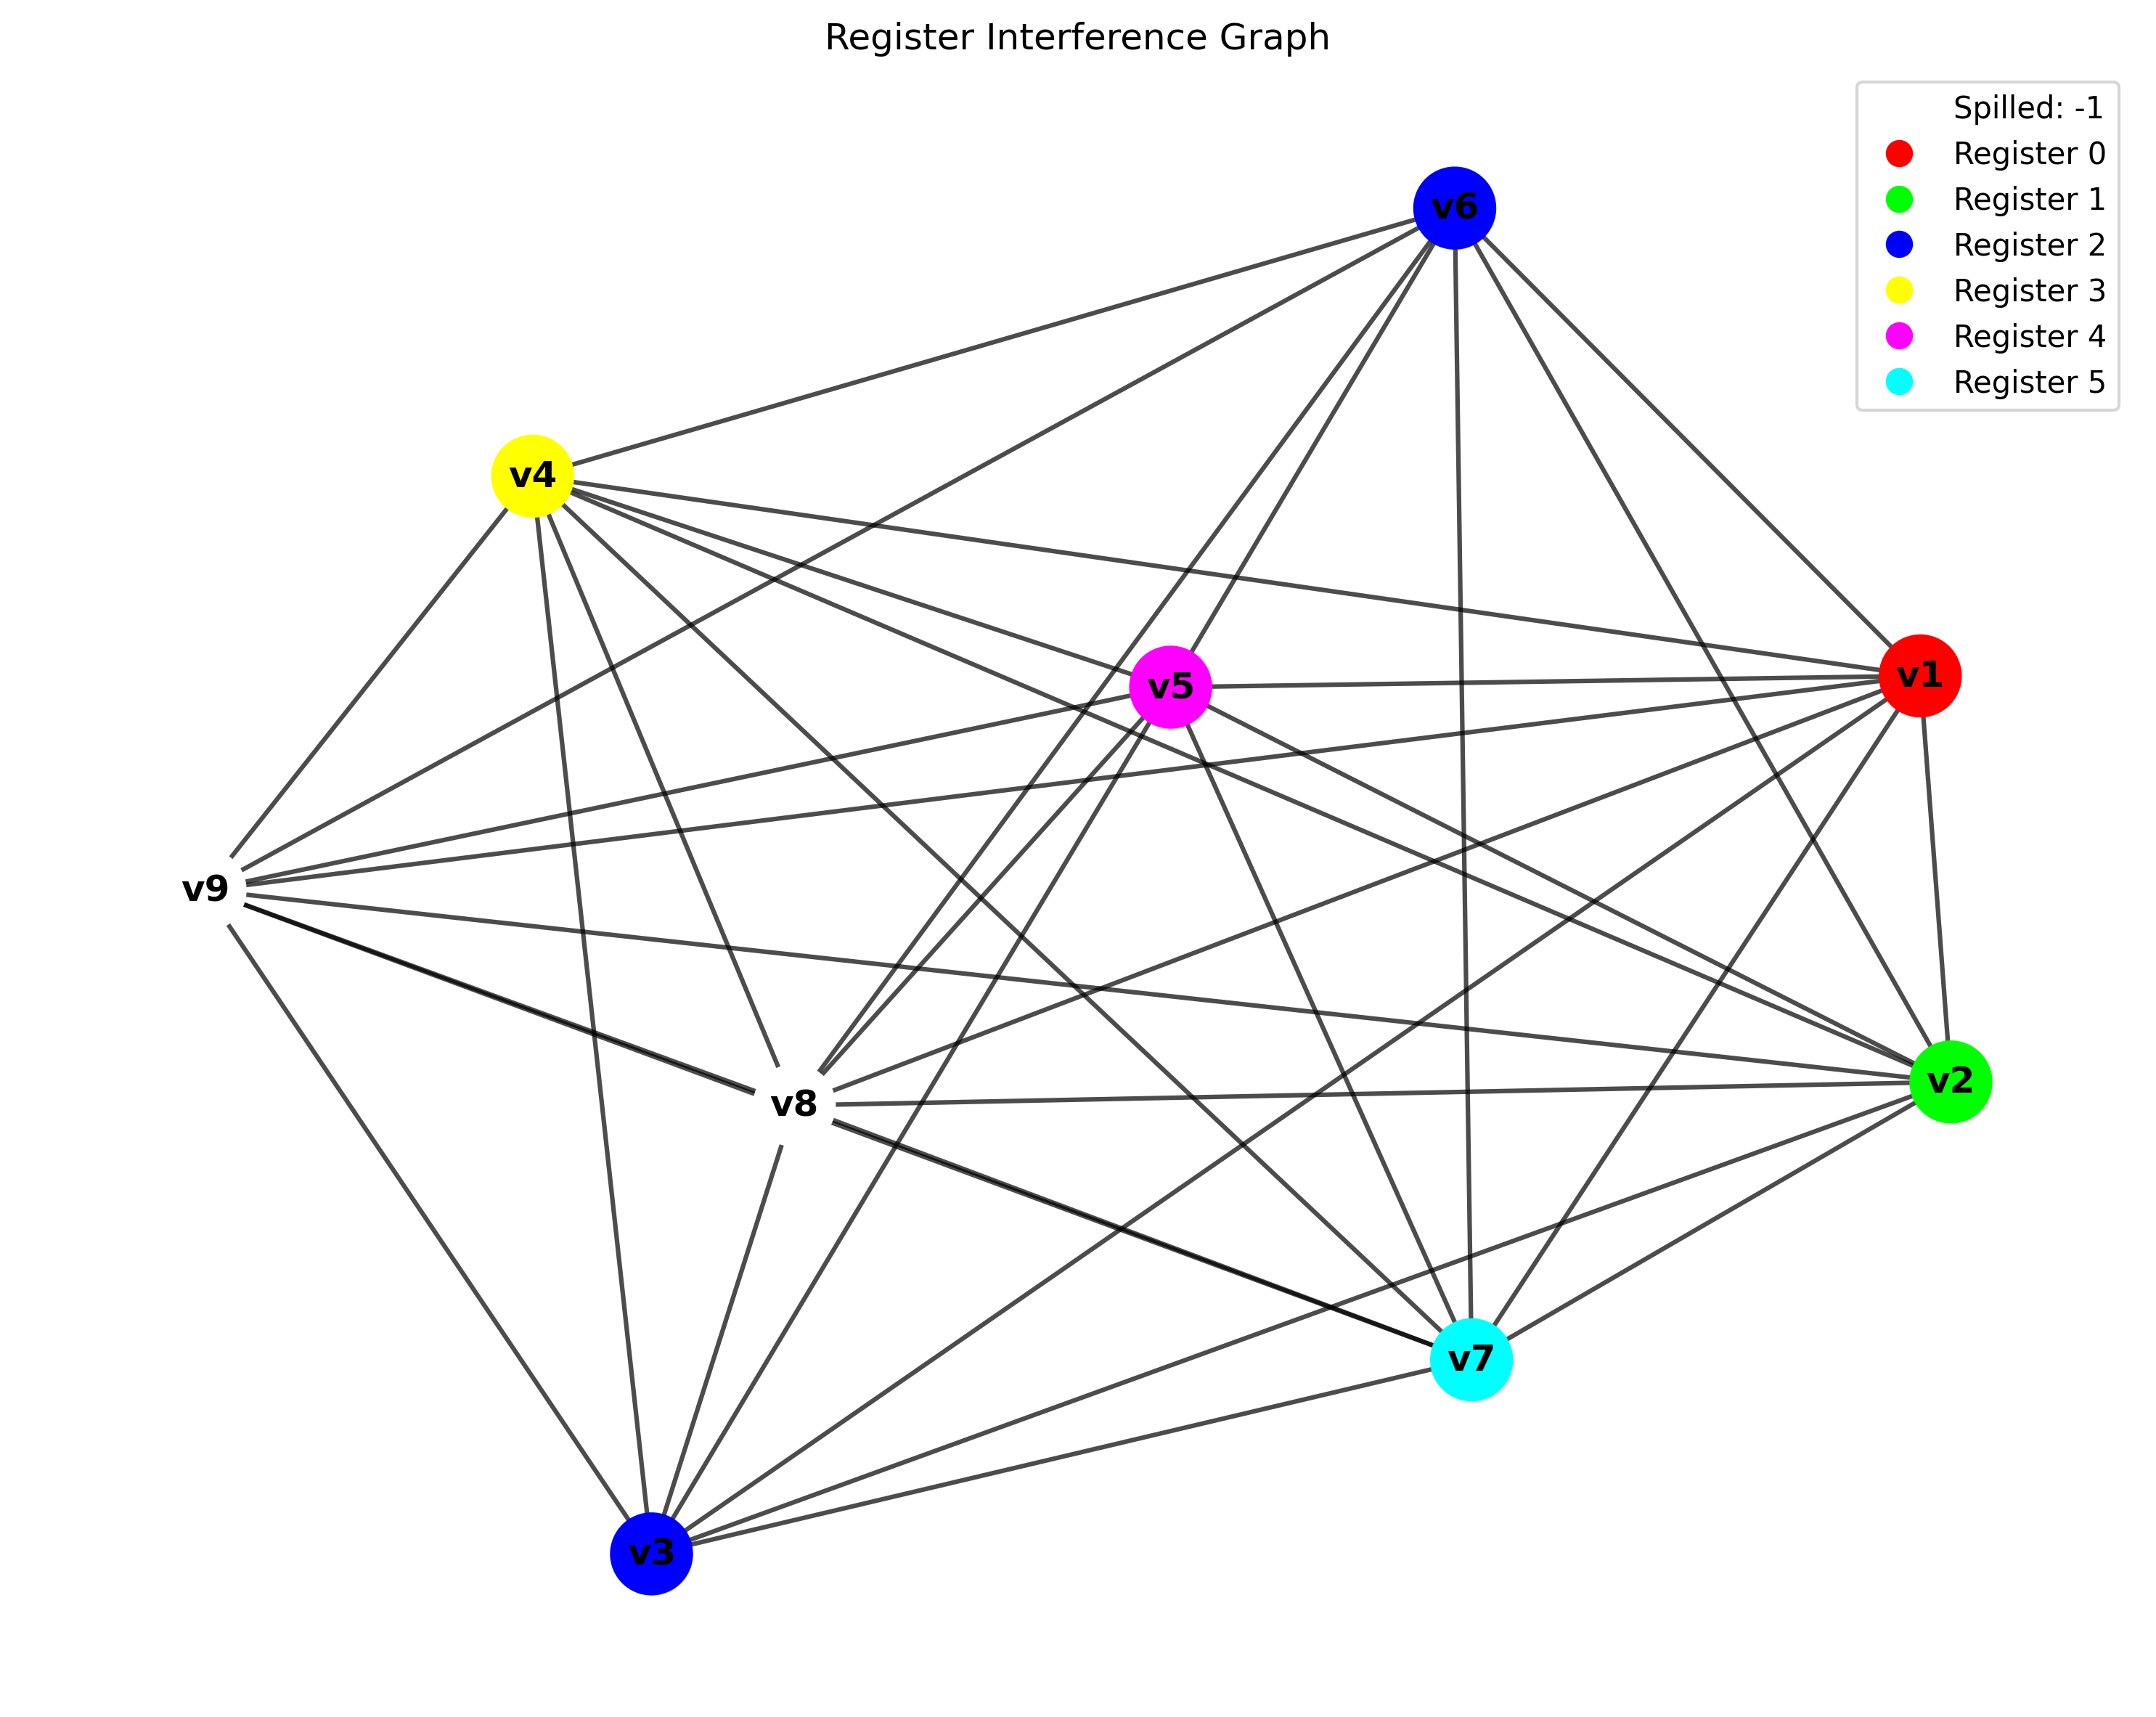 Register Interference Graph
Spilled: -1
Register 0
Register 1
Register 2
Register 3
Register 4
Register 5
v6
v4
v5
v1
v9
v8
v2
v7
v3